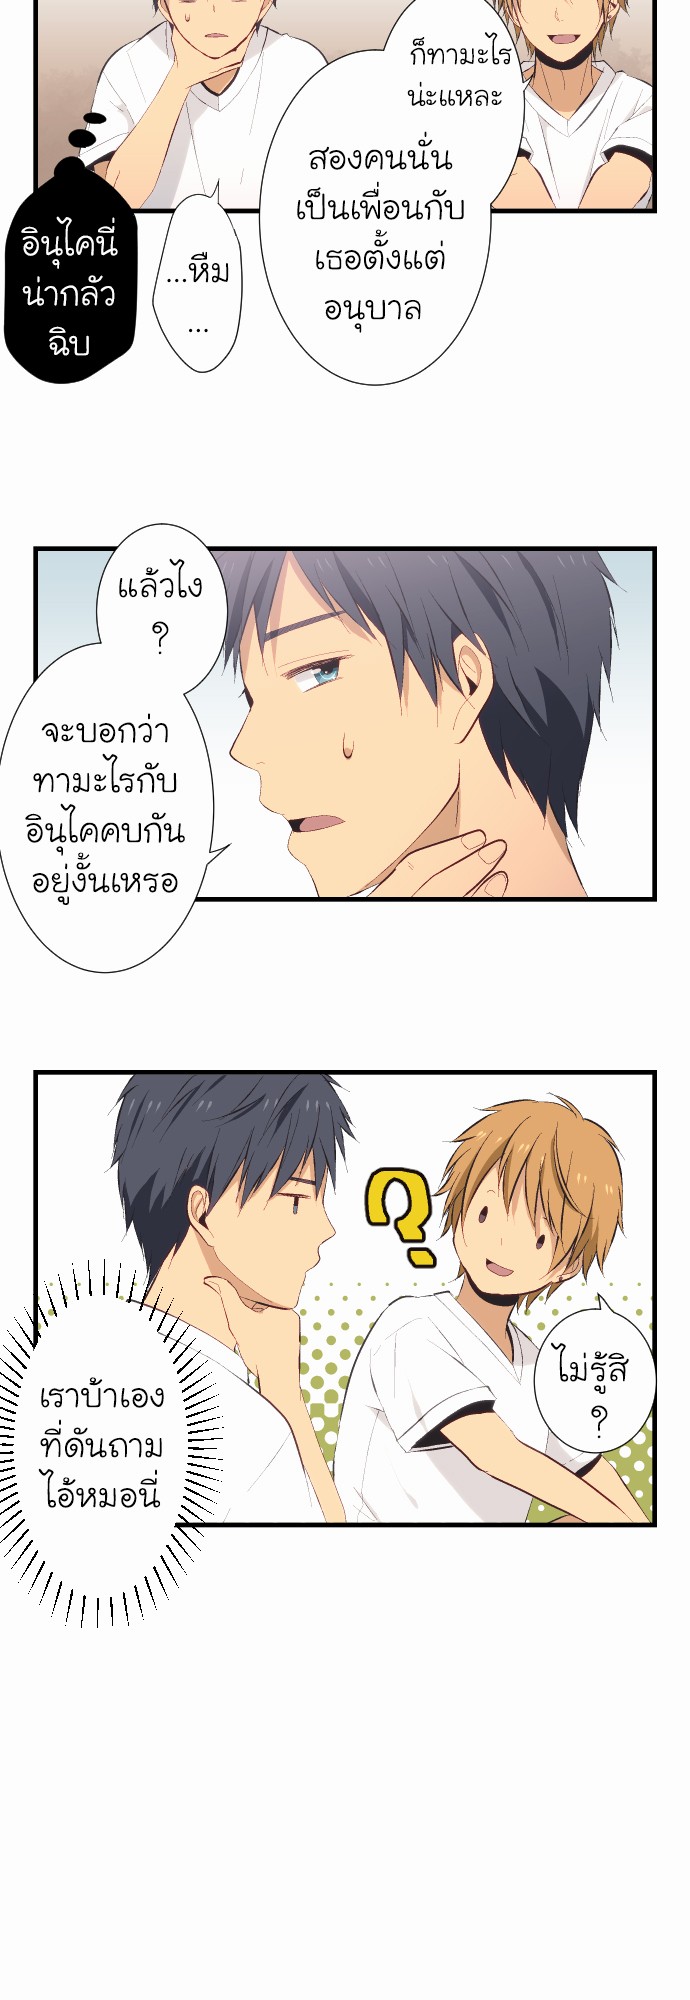 ก็ทามะไร
น่ะแหละ
สองคนนั่น
เป็นเพื่อนกับ
เธอตั้งแต่
อนุบาล
...หืม
...
อินุไคนี่
น่ากลัว
ฉิบ
แล้วไง
?
จะบอกว่า
ทามะไรกับ
อินุไคคบกัน
อยู่งั้นเหรอ
?
ไม่รู้สิ
?
เราบ้าเอง
ที่ดันถาม
ไอ้หมอนี่